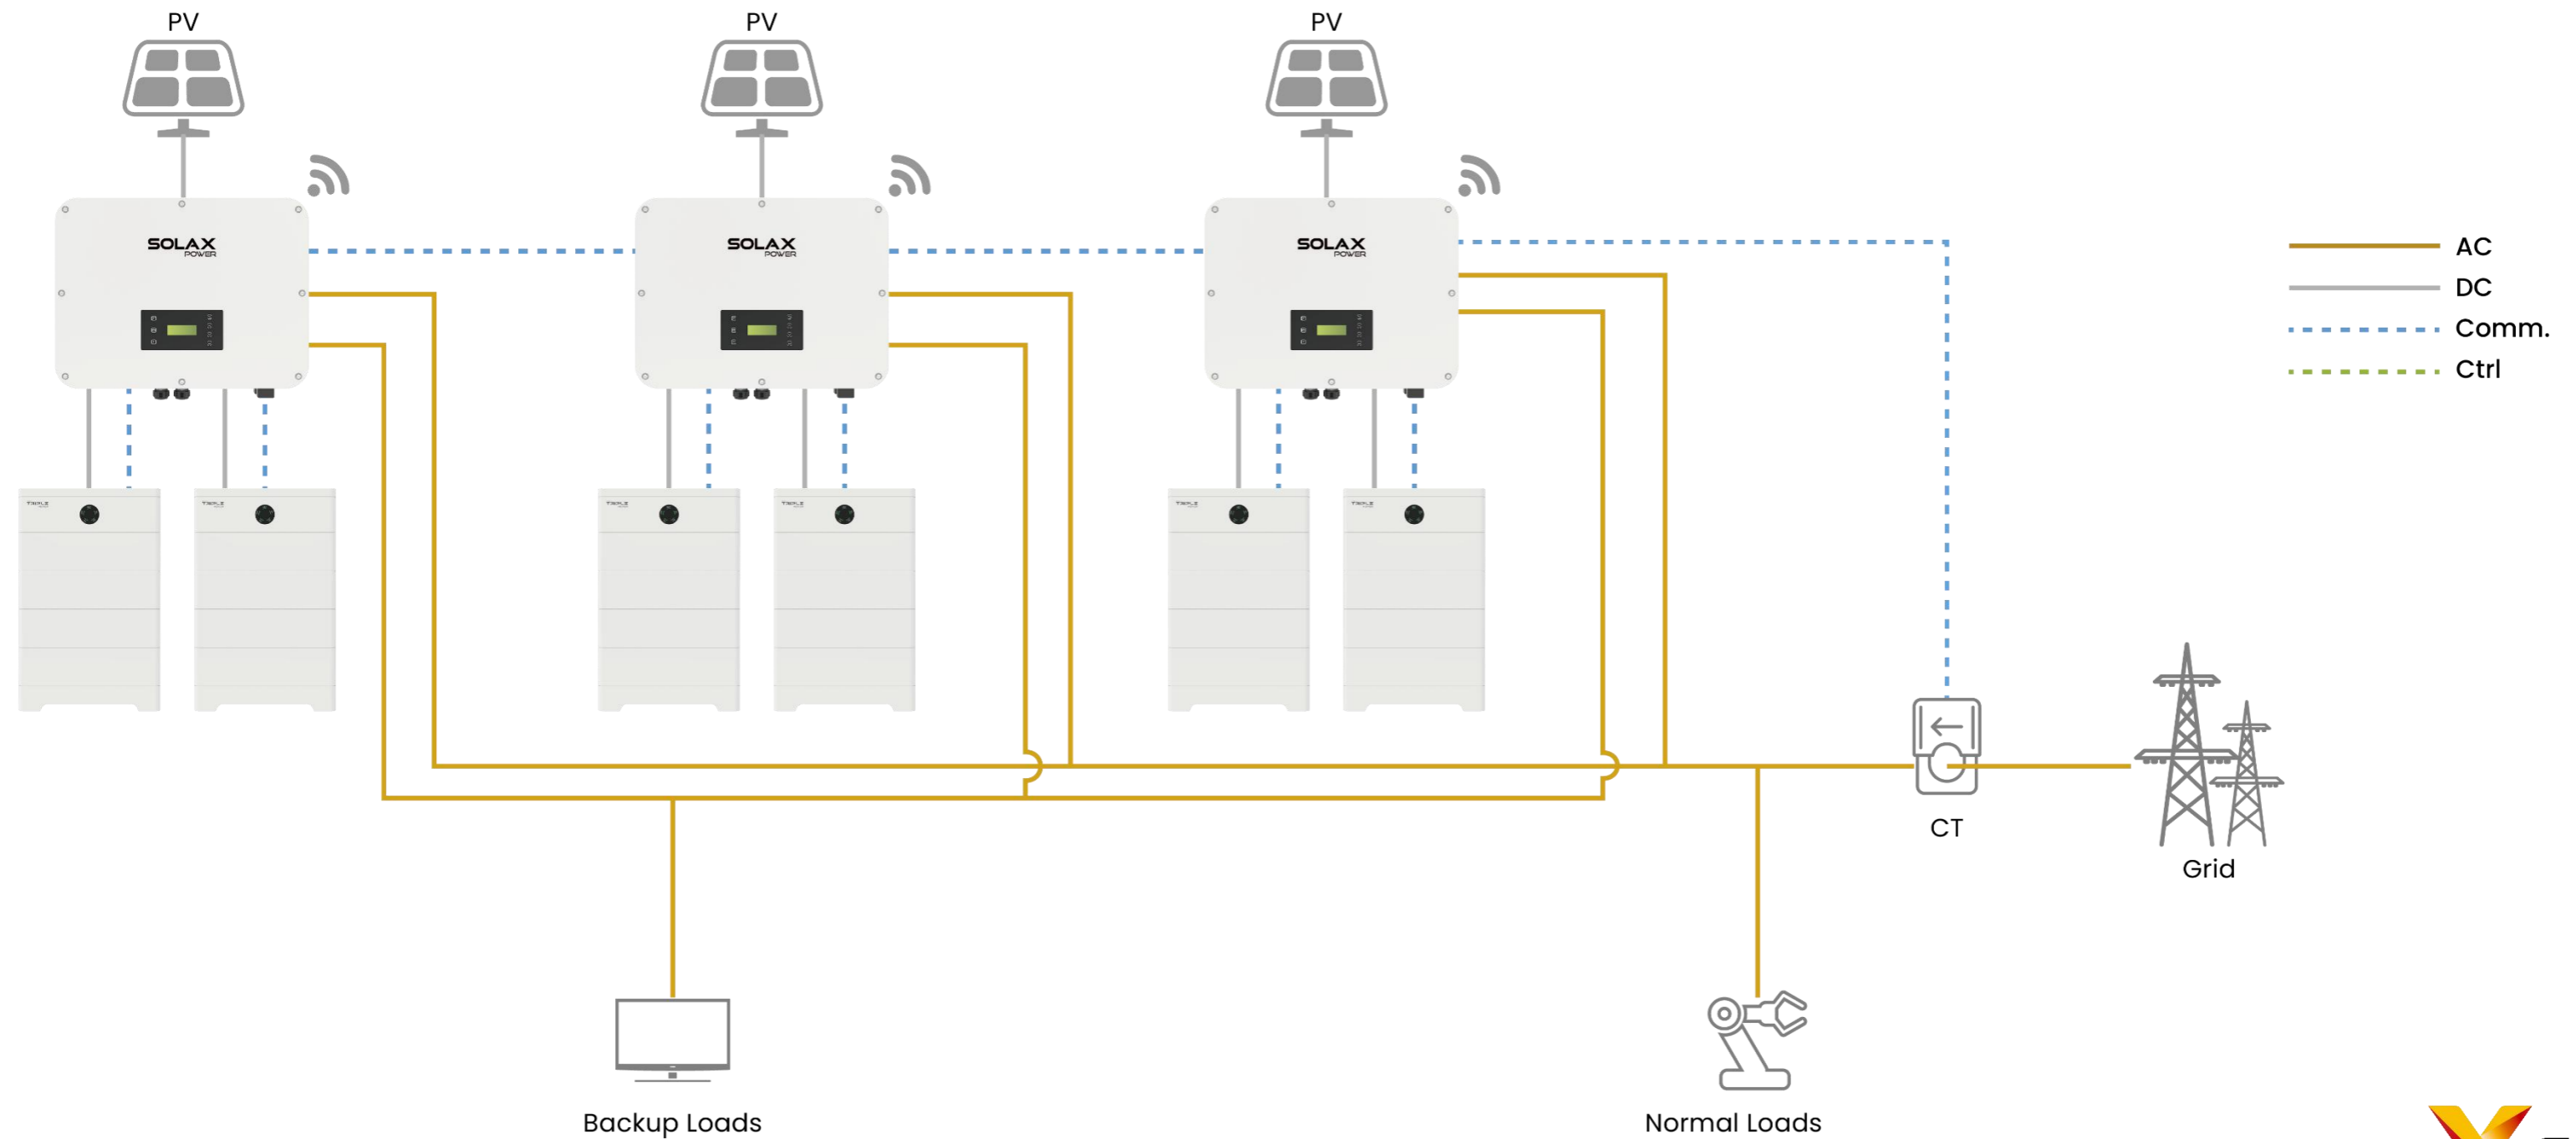 PV
PV
PV
SOLAX
POWER
SOLAX
POWER
SOLAX
POWER
AC
DC
Comm.
Ctrl
CT
Grid
Backup Loads
Normal Loads